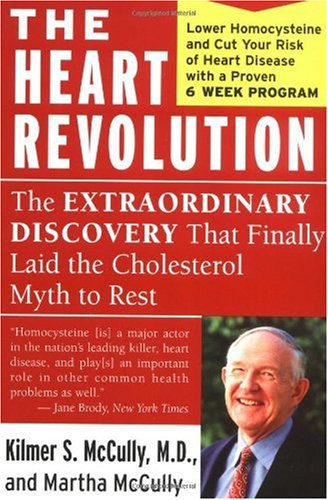 THE
HEART
REVOLUTION
Lower Homocysteine
and Cut Your Risk
of Heart Disease
with a Proven
6 WEEK PROGRAM
The EXTRAORDINARY
DISCOVERY That Finally
Laid the Cholesterol
Myth to Rest
"Homocysteine [is] a major actor
in the nation's leading killer, heart
disease, and play[s] an important
role in other common health
problems as well."
— Jane Brody, New York Times
Kilmer S. McCully, M.D.,
and Martha McCully
Copyrighted Material